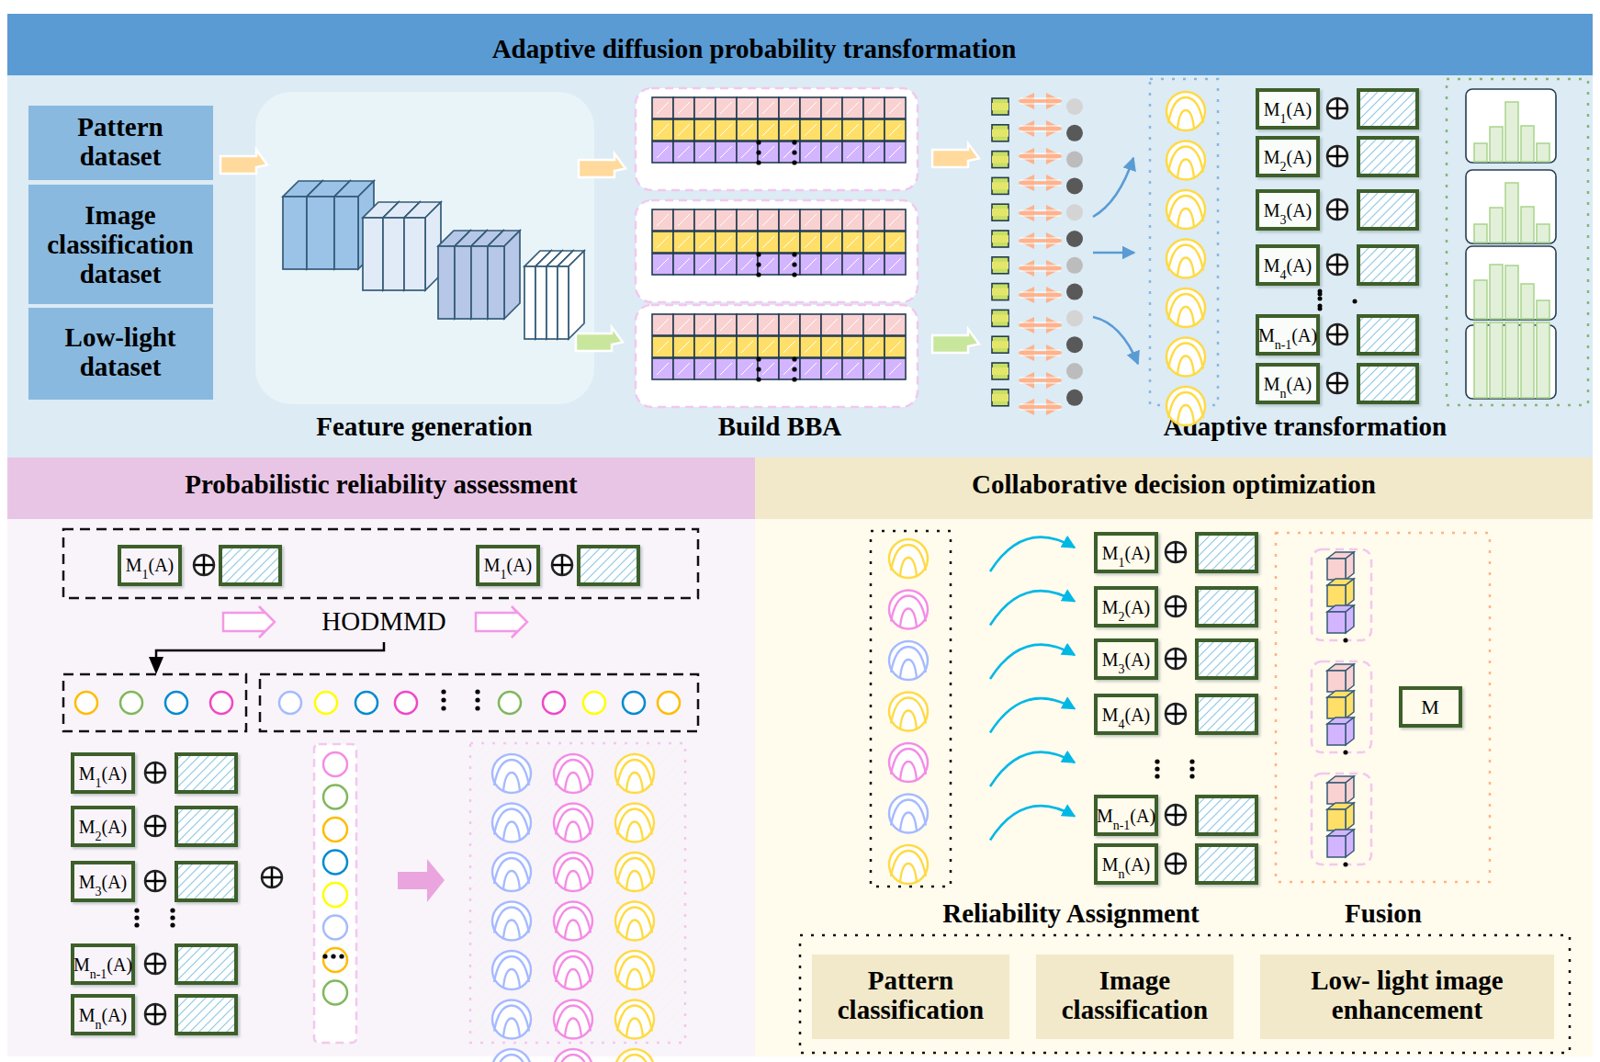 Adaptive diffusion probability transformation
Pattern
dataset
Image
classification
dataset
Low-light
dataset
Feature generation
Build BBA
M1(A)
M2(A)
M3(A)
M4(A)
Mn-1(A)
Mn(A)
Adaptive transformation
Probabilistic reliability assessment
M1(A)
M1(A)
HODMMD
M1(A)
M2(A)
M3(A)
Mn-1(A)
Mn(A)
Collaborative decision optimization
M1(A)
M2(A)
M3(A)
M4(A)
Mn-1(A)
Mn(A)
M
Reliability Assignment
Fusion
Pattern
classification
Image
classification
Low- light image
enhancement